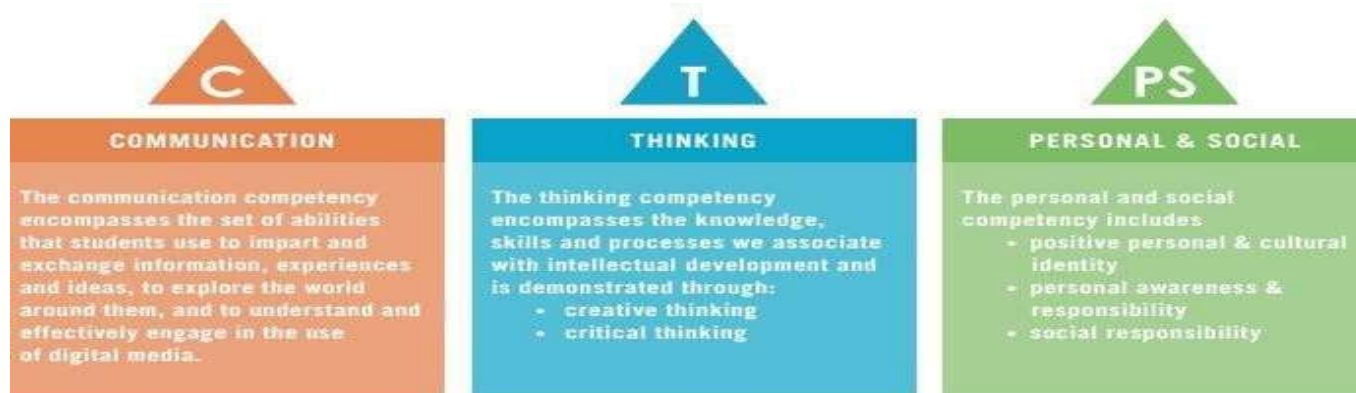 C
COMMUNICATION
The communication competency
encompasses the set of abilities
that students use to impart and
exchange information, experiences
and ideas, to explore the world
around them, and to understand and
effectively engage in the use
of digital media.
T
THINKING
The thinking competency
encompasses the knowledge,
skills and processes we associate
with intellectual development and
is demonstrated through:
• creative thinking
• critical thinking
PS
PERSONAL & SOCIAL
The personal and social
competency includes
• positive personal & cultural
identity
• personal awareness &
responsibility
• social responsibility